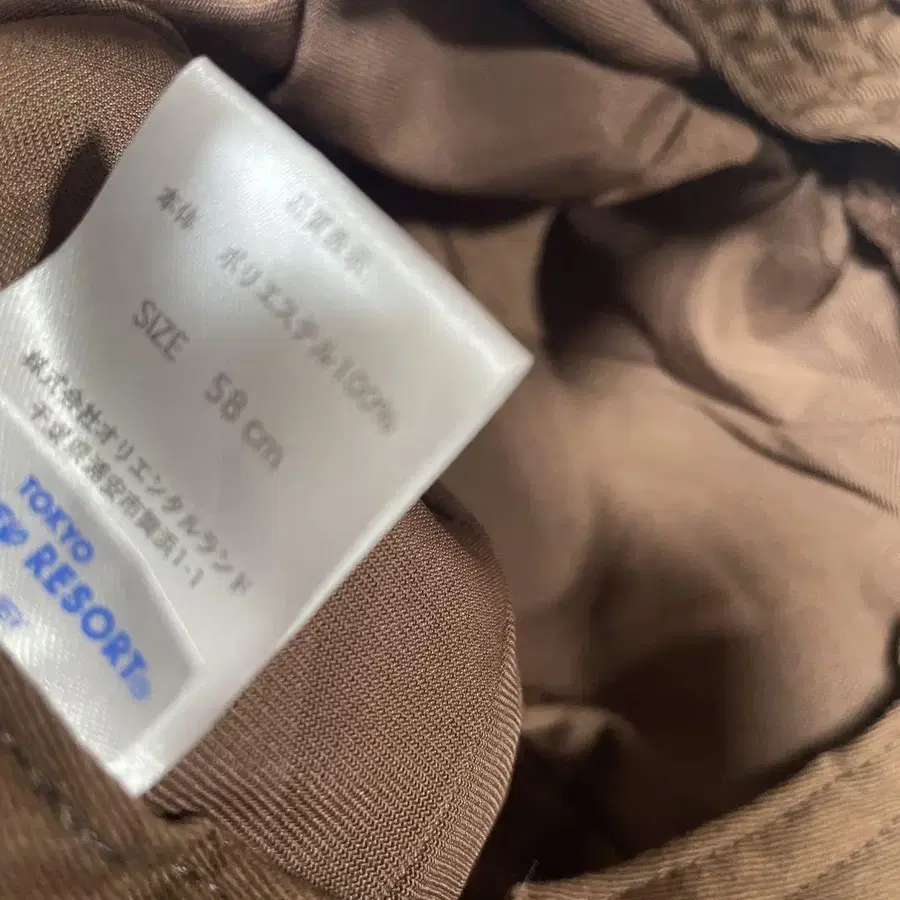 品質表示
本体 ポリエステル100%
SIZE 58 cm
株式会社オリエンタルランド
千葉県浦安市舞浜1-1
TOKYO
RESORT®